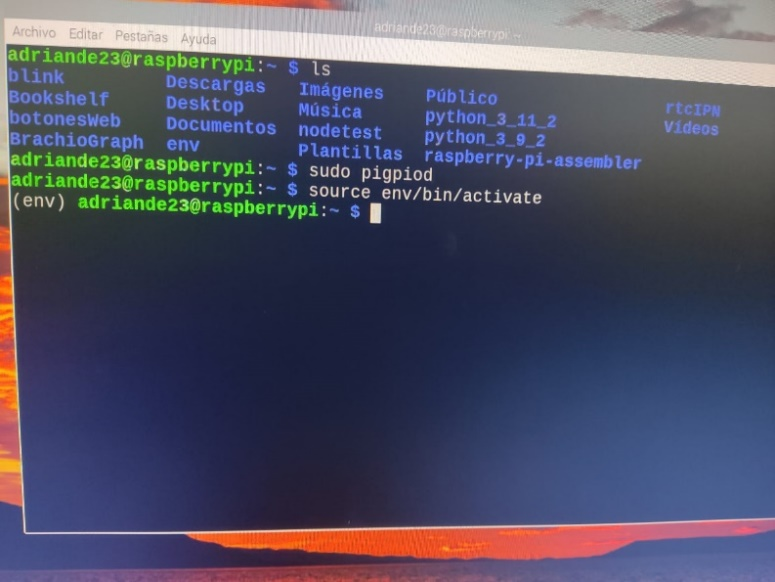 adriande23@raspberrypi: ~
Archivo Editar Pestañas Ayuda
adriande23@raspberrypi:~ $ ls
blink Descargas Imágenes Público rtcIPN
Bookshelf Desktop Música python_3_11_2 Vídeos
botonesWeb Documentos nodetest python_3_9_2
BrachioGraph env Plantillas raspberry-pi-assembler
adriande23@raspberrypi:~ $ sudo pigpiod
adriande23@raspberrypi:~ $ source env/bin/activate
(env) adriande23@raspberrypi:~ $